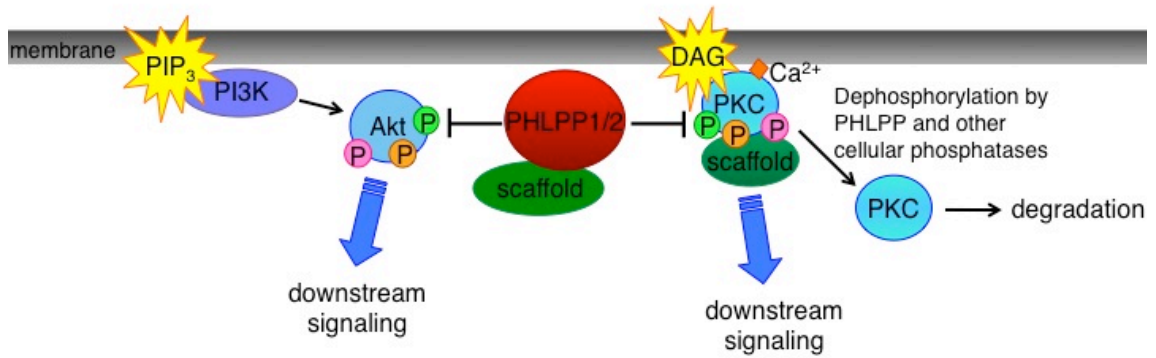 membrane
PIP3
PI3K
Akt
P
P
P
PHLPP1/2
scaffold
DAG
Ca2+
PKC
P
P
P
scaffold
Dephosphorylation by
PHLPP and other
cellular phosphatases
PKC
degradation
downstream
signaling
downstream
signaling